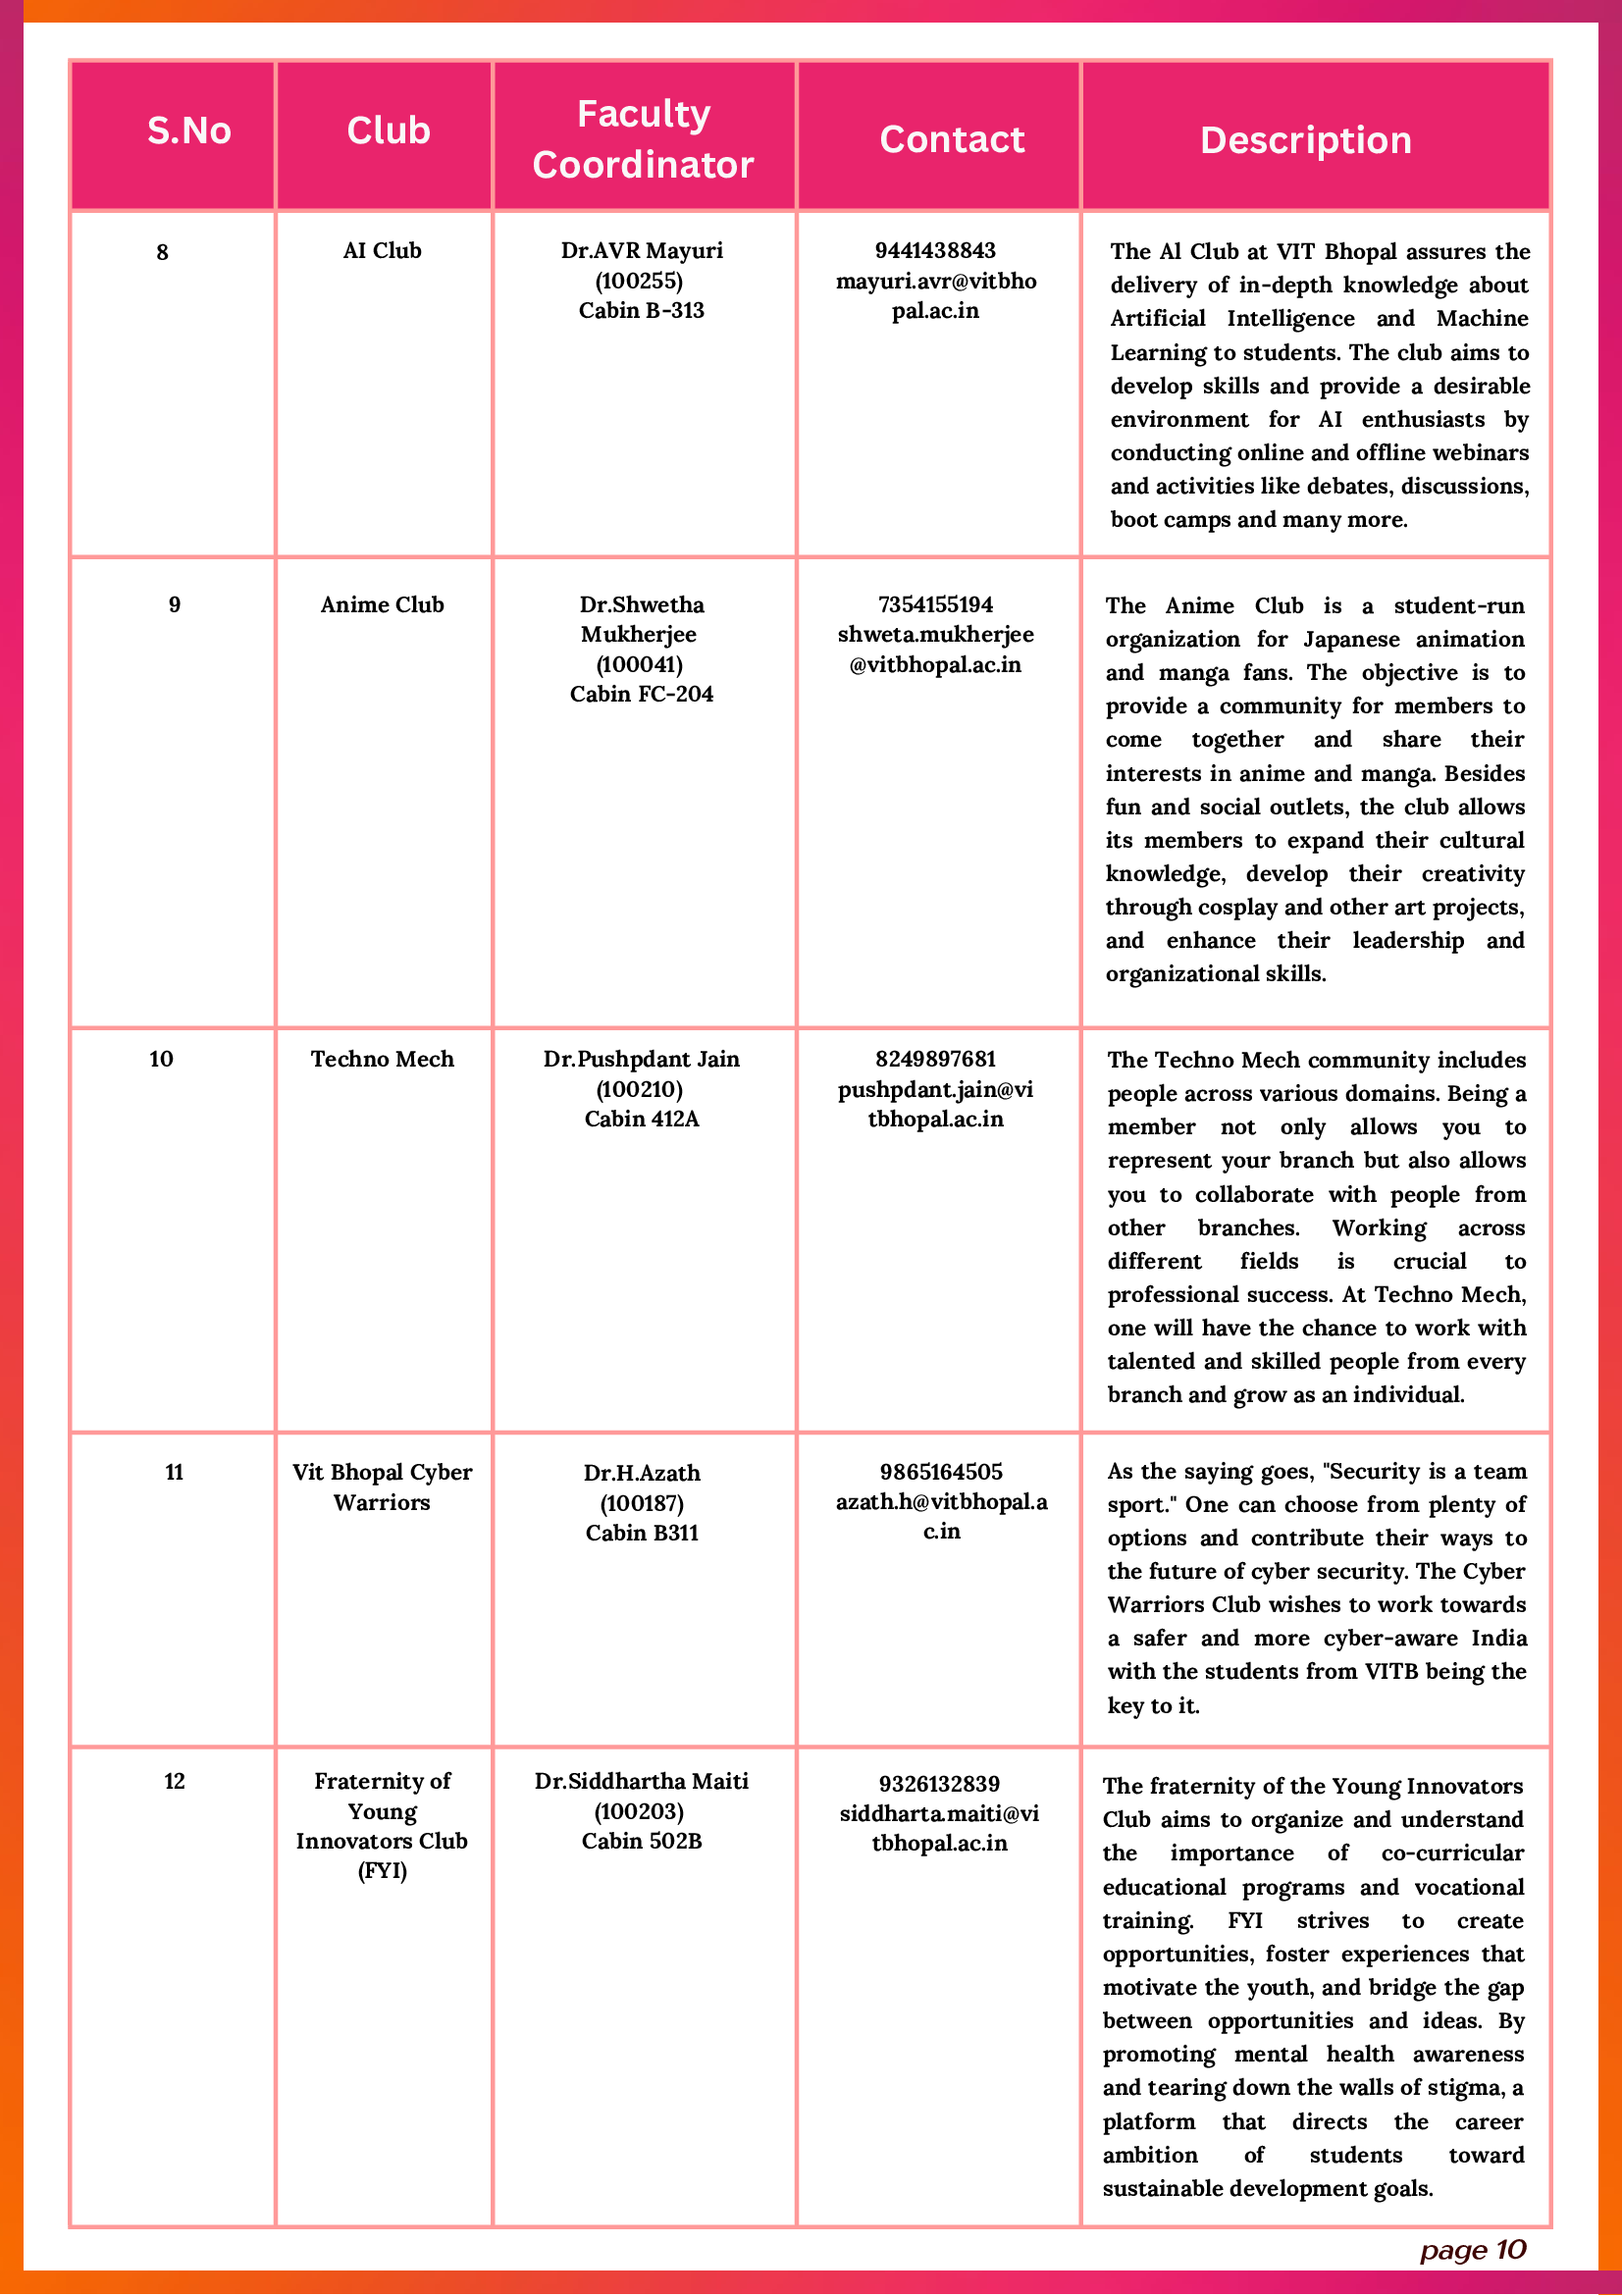 S.No
Club
Faculty
Coordinator
Contact
Description
8
AI Club
Dr.AVR Mayuri
(100255)
Cabin B-313
9441438843
mayuri.avr@vitbho
pal.ac.in
The Al Club at VIT Bhopal assures the
delivery of in-depth knowledge about
Artificial Intelligence and Machine
Learning to students. The club aims to
develop skills and provide a desirable
environment for AI enthusiasts by
conducting online and offline webinars
and activities like debates, discussions,
boot camps and many more.
9
Anime Club
Dr.Shwetha
Mukherjee
(100041)
Cabin FC-204
7354155194
shweta.mukherjee
@vitbhopal.ac.in
The Anime Club is a student-run
organization for Japanese animation
and manga fans. The objective is to
provide a community for members to
come together and share their
interests in anime and manga. Besides
fun and social outlets, the club allows
its members to expand their cultural
knowledge, develop their creativity
through cosplay and other art projects,
and enhance their leadership and
organizational skills.
10
Techno Mech
Dr.Pushpdant Jain
(100210)
Cabin 412A
8249897681
pushpdant.jain@vi
tbhopal.ac.in
The Techno Mech community includes
people across various domains. Being a
member not only allows you to
represent your branch but also allows
you to collaborate with people from
other branches. Working across
different fields is crucial to
professional success. At Techno Mech,
one will have the chance to work with
talented and skilled people from every
branch and grow as an individual.
11
Vit Bhopal Cyber
Warriors
Dr.H.Azath
(100187)
Cabin B311
9865164505
azath.h@vitbhopal.a
c.in
As the saying goes, "Security is a team
sport." One can choose from plenty of
options and contribute their ways to
the future of cyber security. The Cyber
Warriors Club wishes to work towards
a safer and more cyber-aware India
with the students from VITB being the
key to it.
12
Fraternity of
Young
Innovators Club
(FYI)
Dr.Siddhartha Maiti
(100203)
Cabin 502B
9326132839
siddharta.maiti@vi
tbhopal.ac.in
The fraternity of the Young Innovators
Club aims to organize and understand
the importance of co-curricular
educational programs and vocational
training. FYI strives to create
opportunities, foster experiences that
motivate the youth, and bridge the gap
between opportunities and ideas. By
promoting mental health awareness
and tearing down the walls of stigma, a
platform that directs the career
ambition of students toward
sustainable development goals.
page 10